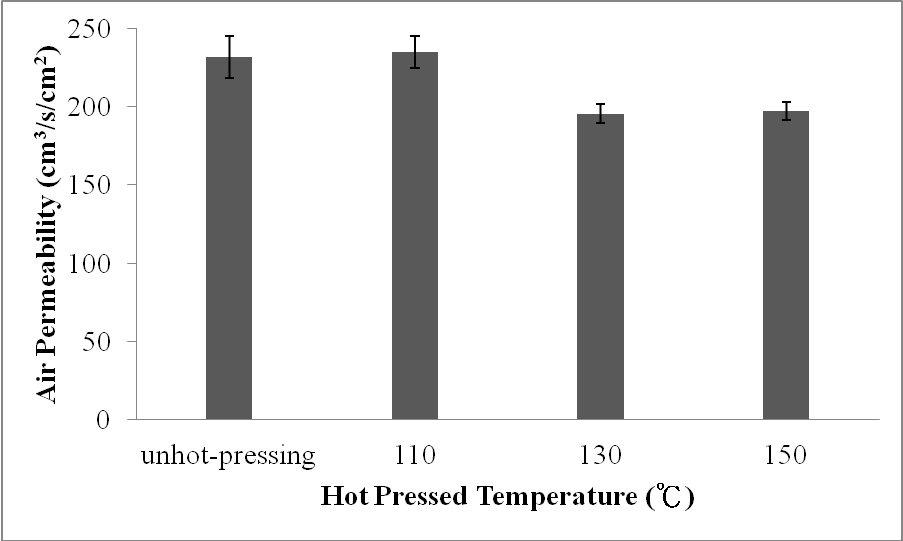 Air Permeability (cm³/s/cm²)
250
200
150
100
50
0
unhot-pressing 110 130 150
Hot Pressed Temperature (℃)